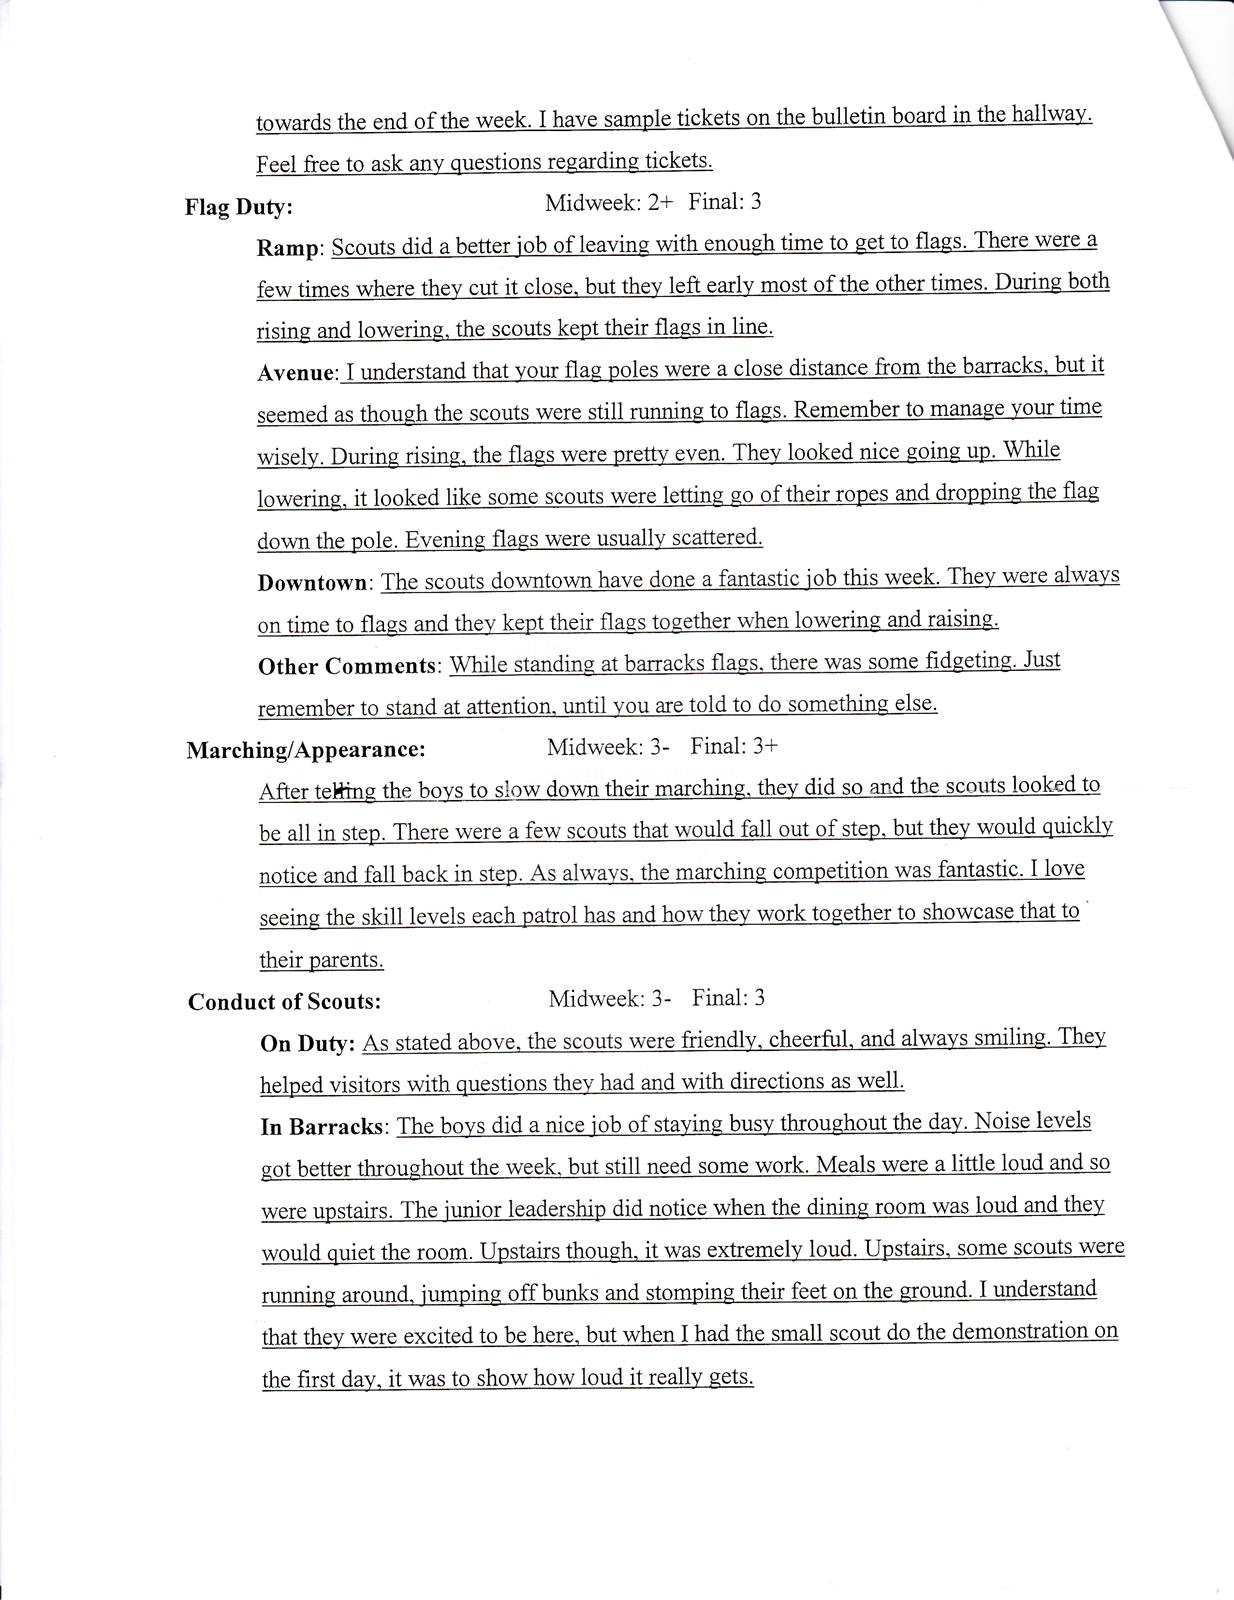 towards the end of the week. I have sample tickets on the bulletin board in the hallway.
Feel free to ask any questions regarding tickets.
Flag Duty: Midweek: 2+ Final: 3
Ramp: Scouts did a better job of leaving with enough time to get to flags. There were a
few times where they cut it close, but they left early most of the other times. During both
rising and lowering, the scouts kept their flags in line.
Avenue: I understand that your flag poles were a close distance from the barracks, but it
seemed as though the scouts were still running to flags. Remember to manage your time
wisely. During rising, the flags were pretty even. They looked nice going up. While
lowering, it looked like some scouts were letting go of their ropes and dropping the flag
down the pole. Evening flags were usually scattered.
Downtown: The scouts downtown have done a fantastic job this week. They were always
on time to flags and they kept their flags together when lowering and raising.
Other Comments: While standing at barracks flags, there was some fidgeting. Just
remember to stand at attention, until you are told to do something else.
Marching/Appearance: Midweek: 3- Final: 3+
After telling the boys to slow down their marching, they did so and the scouts looked to
be all in step. There were a few scouts that would fall out of step, but they would quickly
notice and fall back in step. As always, the marching competition was fantastic. I love
seeing the skill levels each patrol has and how they work together to showcase that to
their parents.
Conduct of Scouts: Midweek: 3- Final: 3
On Duty: As stated above, the scouts were friendly, cheerful, and always smiling. They
helped visitors with questions they had and with directions as well.
In Barracks: The boys did a nice job of staying busy throughout the day. Noise levels
got better throughout the week, but still need some work. Meals were a little loud and so
were upstairs. The junior leadership did notice when the dining room was loud and they
would quiet the room. Upstairs though, it was extremely loud. Upstairs, some scouts were
running around, jumping off bunks and stomping their feet on the ground. I understand
that they were excited to be here, but when I had the small scout do the demonstration on
the first day, it was to show how loud it really gets.